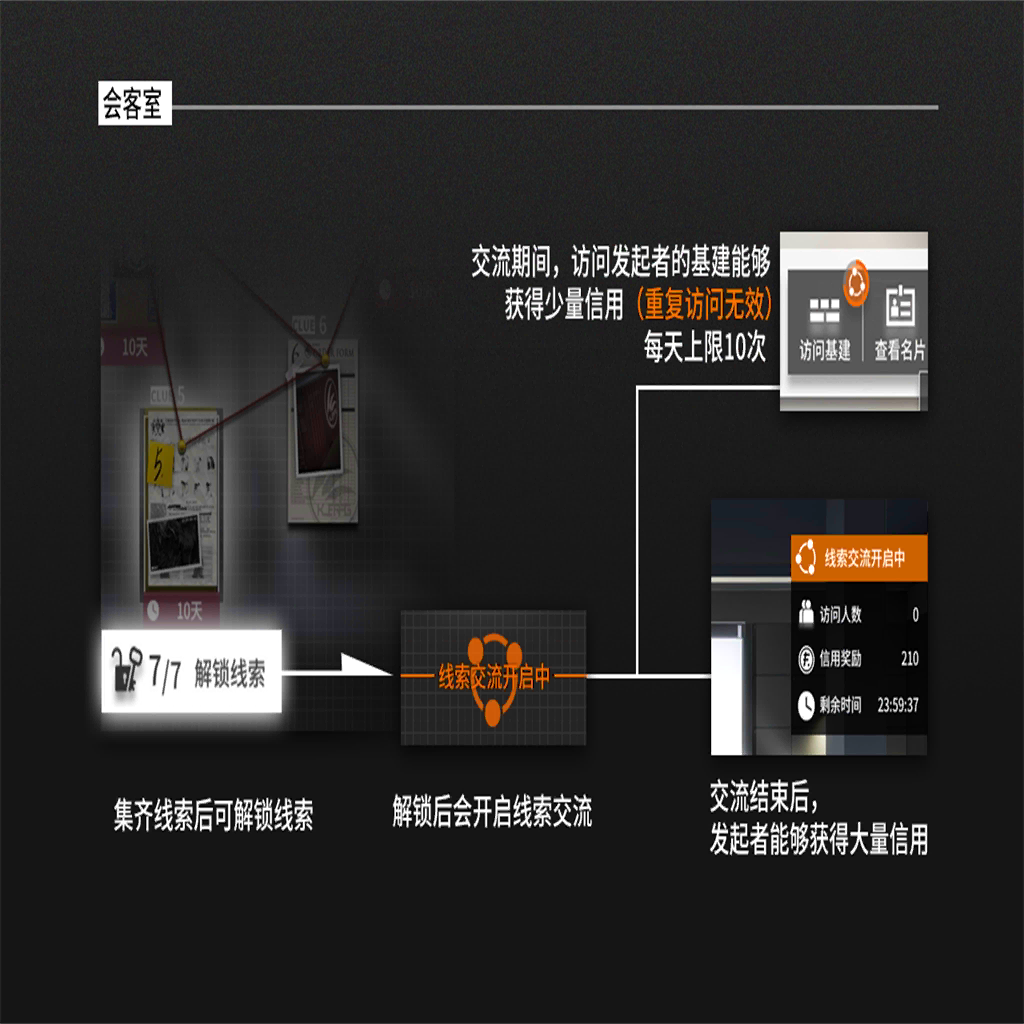 会客室
交流期间，访问发起者的基建能够
获得少量信用（重复访问无效）
每天上限10次
访问基建
查看名片
10天
CLUE 6
CLUE 5
5
10天
7/7 解锁线索
线索交流开启中
线索交流开启中
访问人数 0
信用奖励 210
剩余时间 23:59:37
集齐线索后可解锁线索
解锁后会开启线索交流
交流结束后，
发起者能够获得大量信用